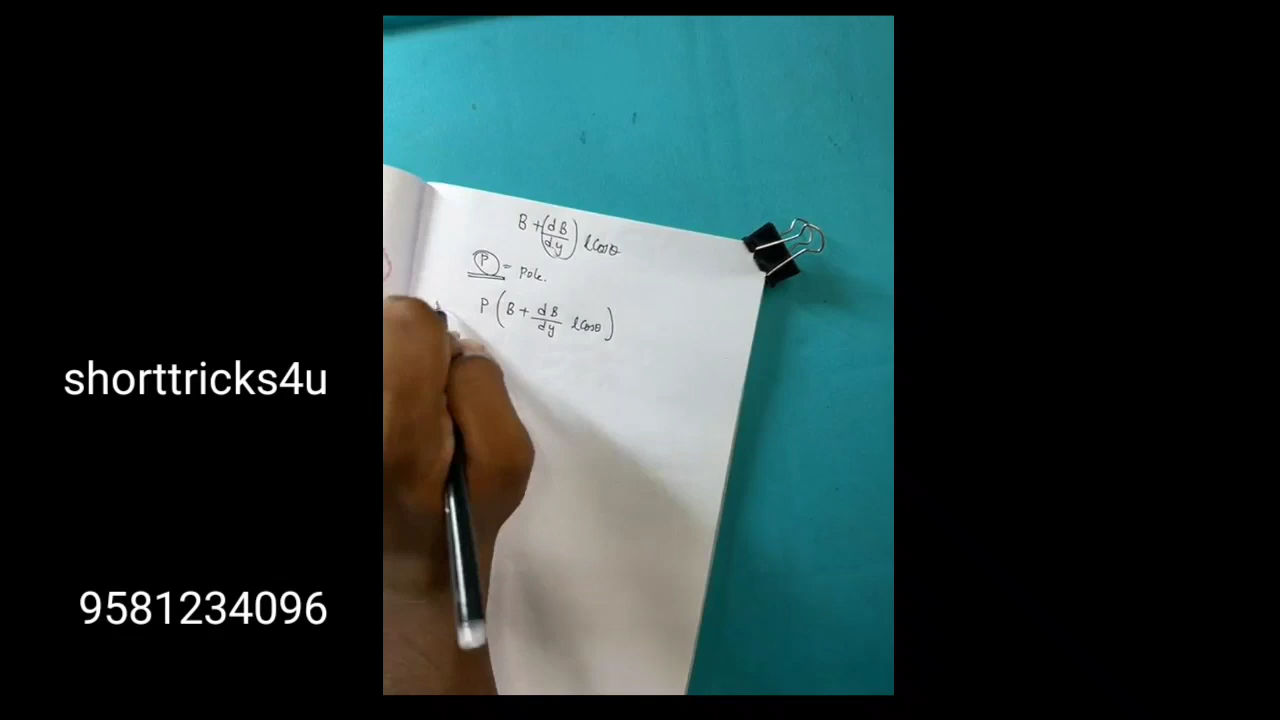 B + (dB/dy) l Cosθ
P = Pole.
P (B + dB/dy l Cosθ)
shorttricks4u
9581234096